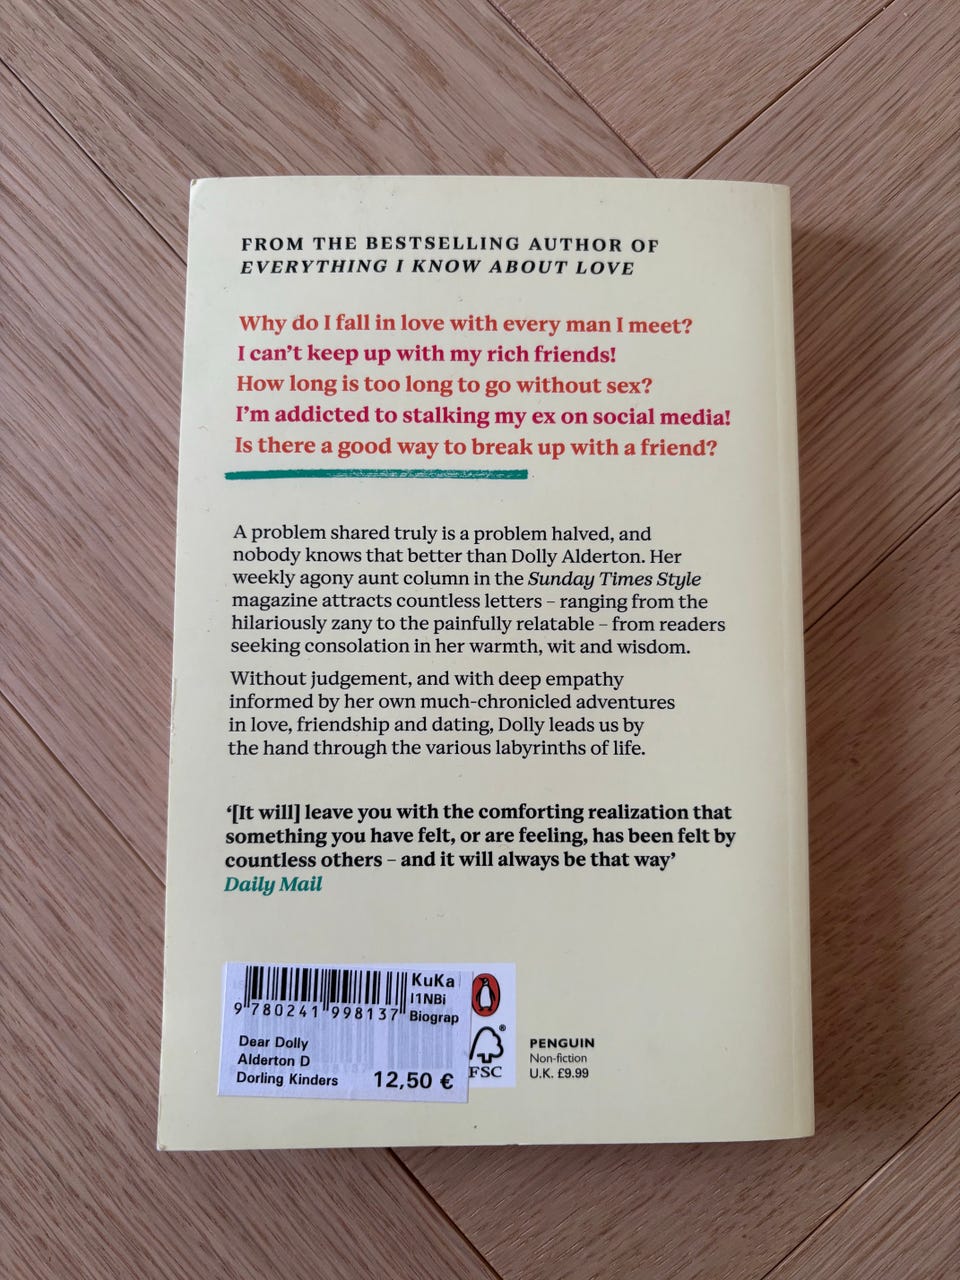 FROM THE BESTSELLING AUTHOR OF
EVERYTHING I KNOW ABOUT LOVE
Why do I fall in love with every man I meet?
I can’t keep up with my rich friends!
How long is too long to go without sex?
I’m addicted to stalking my ex on social media!
Is there a good way to break up with a friend?
A problem shared truly is a problem halved, and
nobody knows that better than Dolly Alderton. Her
weekly agony aunt column in the Sunday Times Style
magazine attracts countless letters – ranging from the
hilariously zany to the painfully relatable – from readers
seeking consolation in her warmth, wit and wisdom.
Without judgement, and with deep empathy
informed by her own much-chronicled adventures
in love, friendship and dating, Dolly leads us by
the hand through the various labyrinths of life.
‘[It will] leave you with the comforting realization that
something you have felt, or are feeling, has been felt by
countless others – and it will always be that way’
Daily Mail
KuKa
I1NBi
9 780241 998137 Biograp
Dear Dolly
Alderton D
Dorling Kinders 12,50 €
®
FSC
PENGUIN
Non-fiction
U.K. £9.99